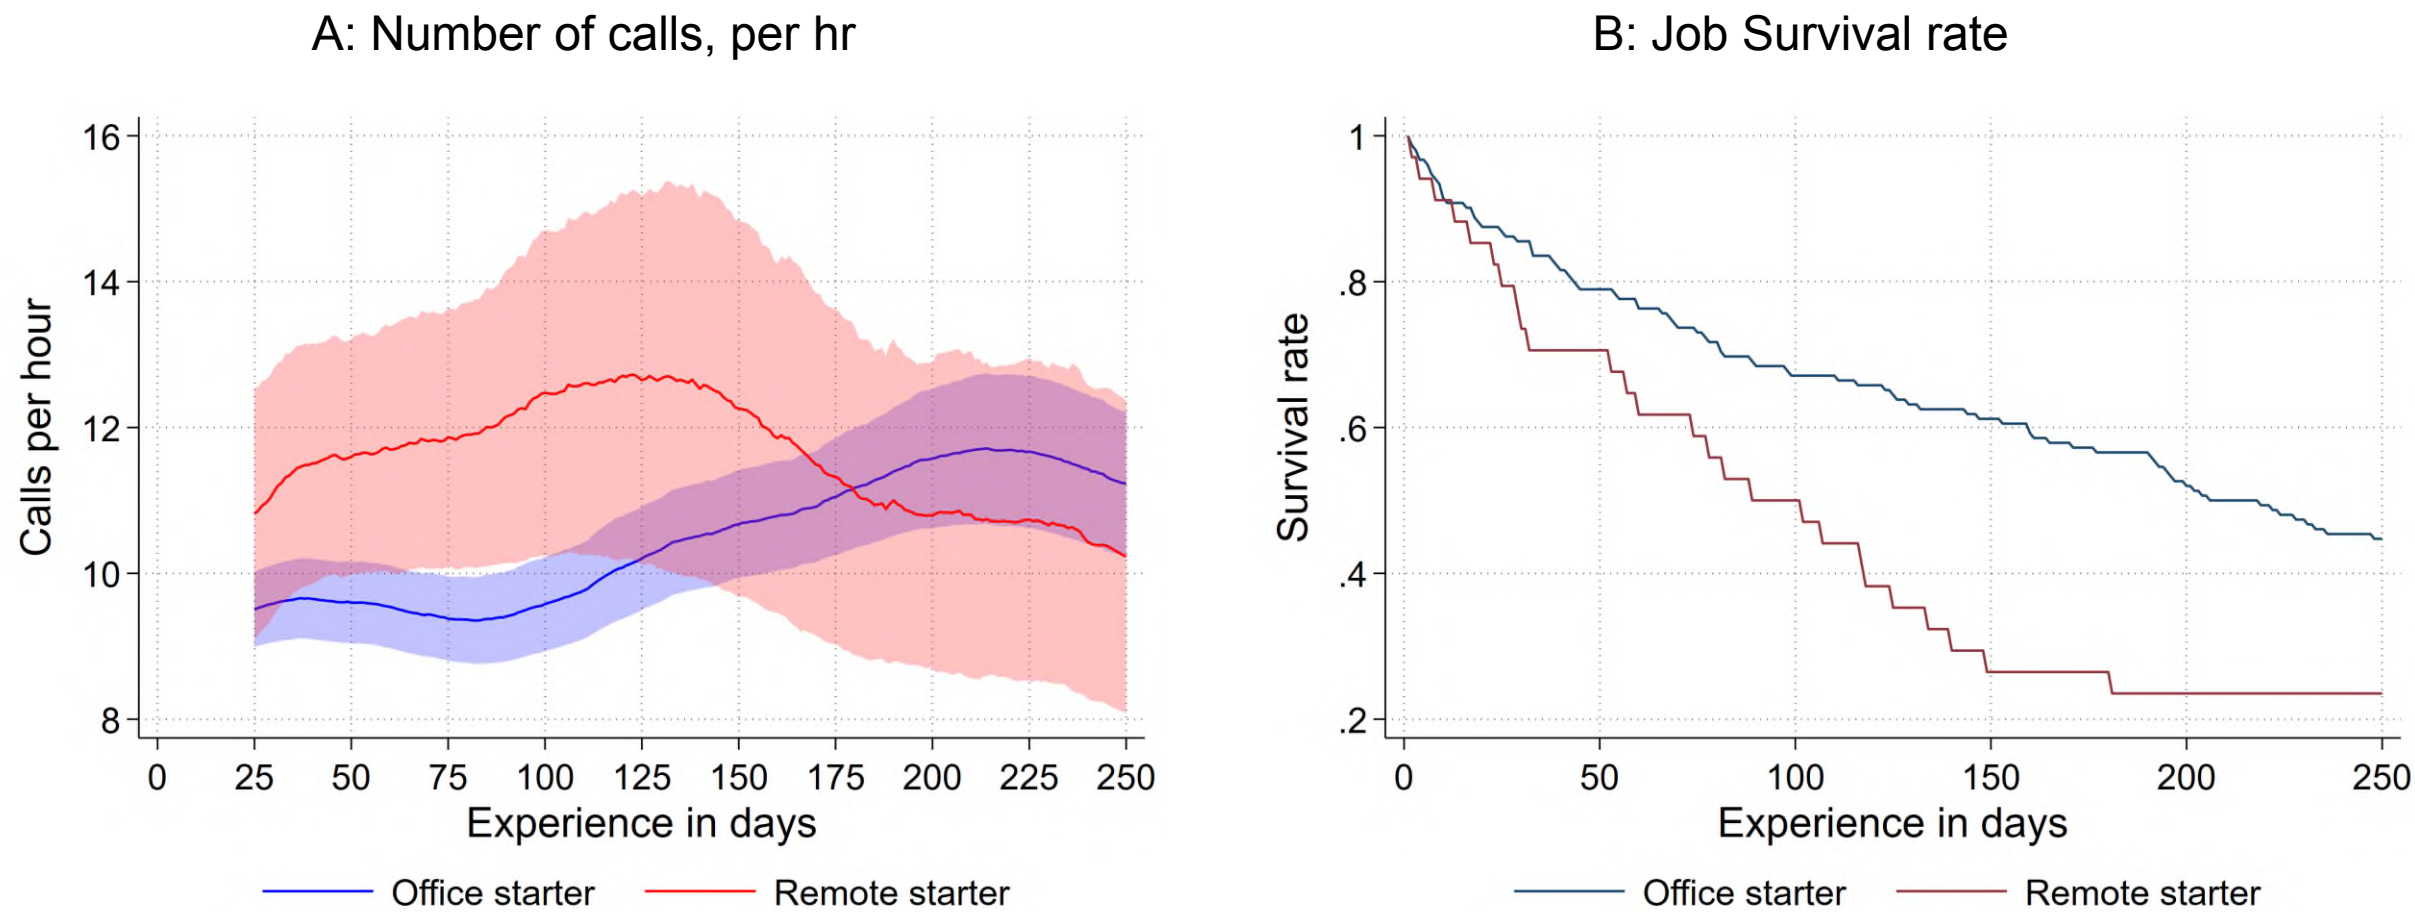 A: Number of calls, per hr
16
14
12
10
8
Calls per hour
0 25 50 75 100 125 150 175 200 225 250
Experience in days
Office starter Remote starter
B: Job Survival rate
1
.8
.6
.4
.2
Survival rate
0 50 100 150 200 250
Experience in days
Office starter Remote starter